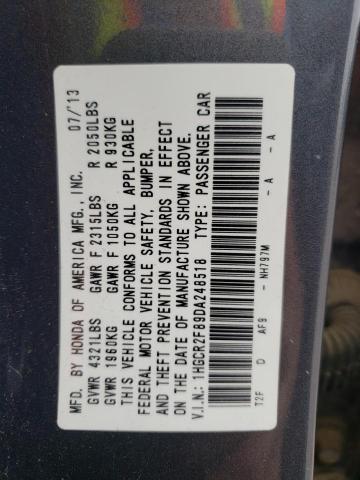 MFD. BY HONDA OF AMERICA MFG., INC. 07/'13
GVWR 4321LBS GAWR F 2315LBS R 2050LBS
GVWR 1960KG GAWR F 1050KG R 930KG
THIS VEHICLE CONFORMS TO ALL APPLICABLE
FEDERAL MOTOR VEHICLE SAFETY, BUMPER,
AND THEFT PREVENTION STANDARDS IN EFFECT
ON THE DATE OF MANUFACTURE SHOWN ABOVE.
V.I.N.: 1HGCR2F89DA248518 TYPE: PASSENGER CAR
T2F D AF9 - NH797M - A - A